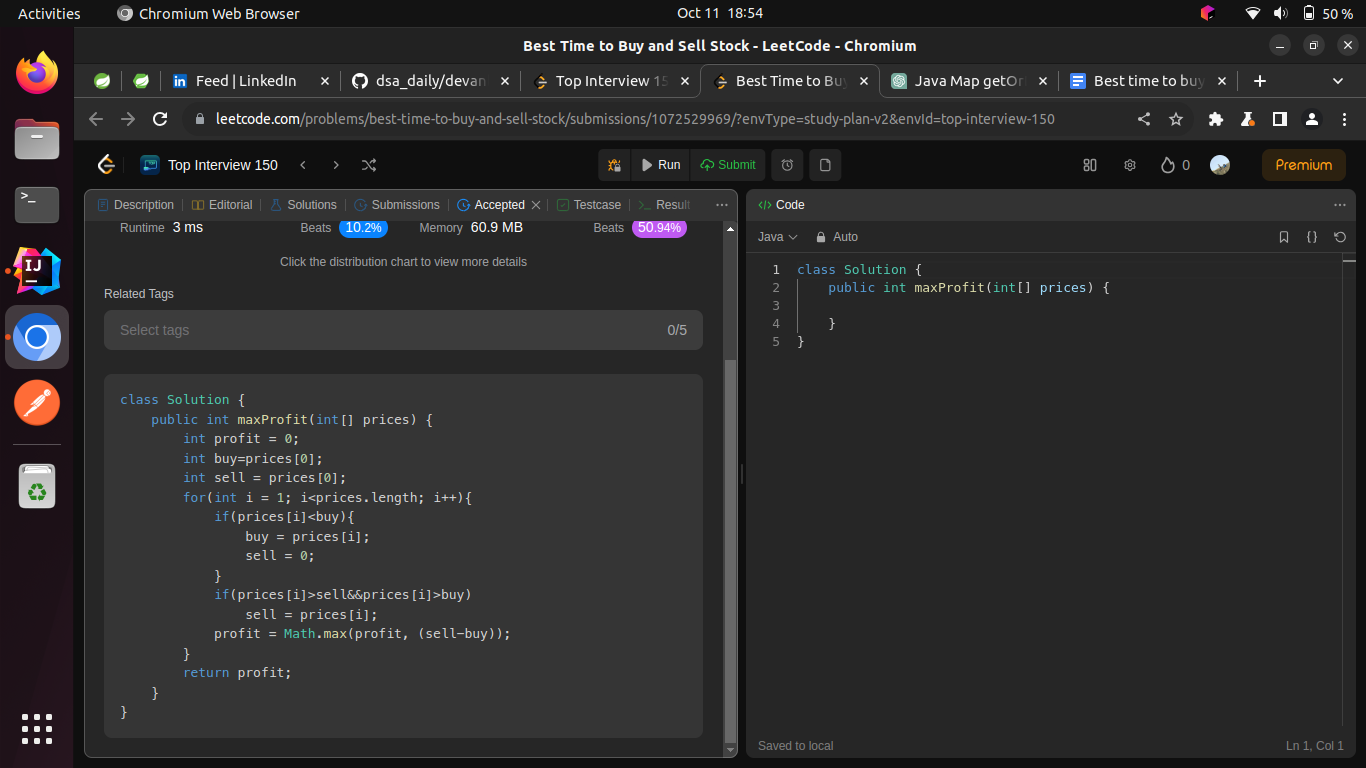 Activities
Chromium Web Browser
Oct 11 18:54
50 %
Best Time to Buy and Sell Stock - LeetCode - Chromium
Feed | LinkedIn
dsa_daily/devan
Top Interview 15
Best Time to Buy
Java Map getOr
Best time to buy
leetcode.com/problems/best-time-to-buy-and-sell-stock/submissions/1072529969/?envType=study-plan-v2&envId=top-interview-150
Top Interview 150
Run
Submit
0
Premium
Description
Editorial
Solutions
Submissions
Accepted
Testcase
Result
Runtime 3 ms
Beats 10.2%
Memory 60.9 MB
Beats 50.94%
Click the distribution chart to view more details
Related Tags
Select tags
0/5
class Solution {
    public int maxProfit(int[] prices) {
        int profit = 0;
        int buy=prices[0];
        int sell = prices[0];
        for(int i = 1; i<prices.length; i++){
            if(prices[i]<buy){
                buy = prices[i];
                sell = 0;
            }
            if(prices[i]>sell&&prices[i]>buy)
                sell = prices[i];
            profit = Math.max(profit, (sell-buy));
        }
        return profit;
    }
}
</> Code
Java
Auto
1 class Solution {
2     public int maxProfit(int[] prices) {
3
4     }
5 }
Saved to local
Ln 1, Col 1